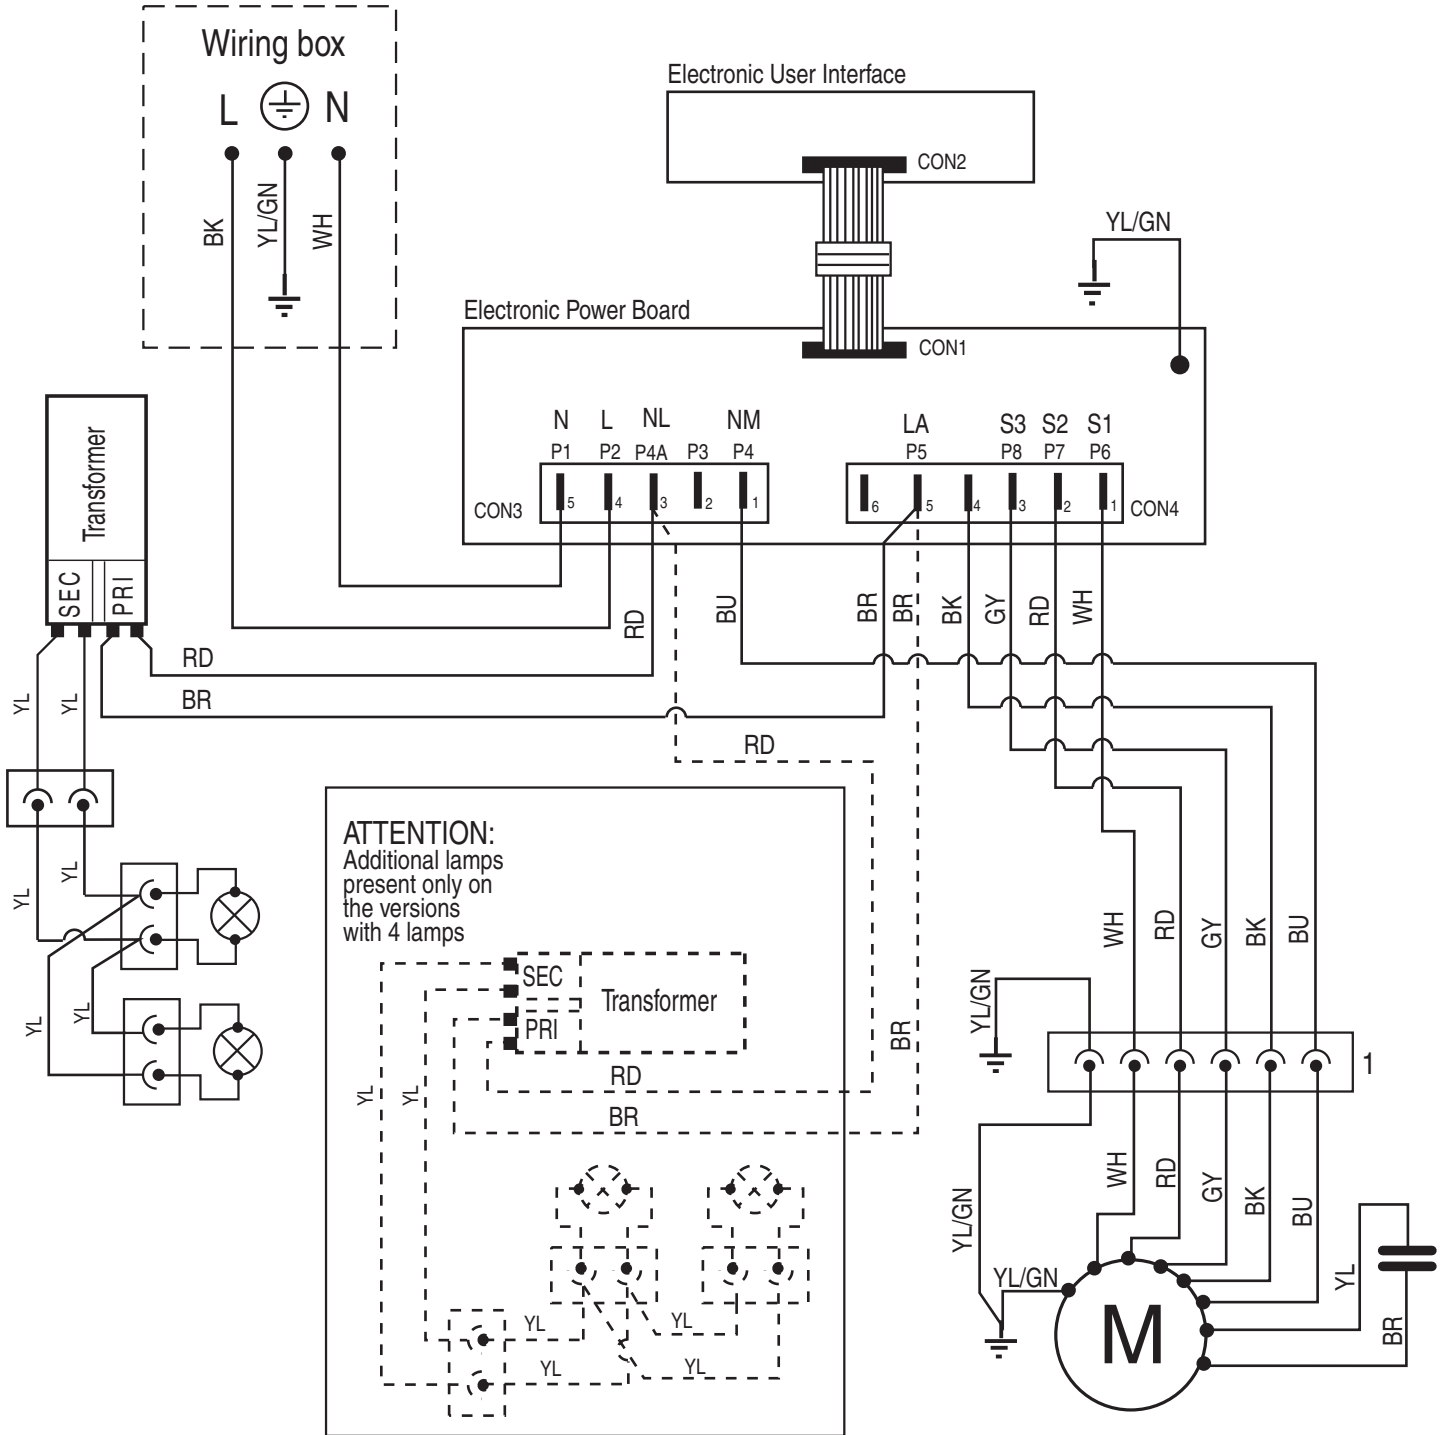 Wiring box
L N
BK YL/GN WH
Electronic User Interface
CON2
YL/GN
Electronic Power Board
CON1
N L NL NM LA S3 S2 S1
P1 P2 P4A P3 P4 P5 P8 P7 P6
CON3 5 4 3 2 1 6 5 4 3 2 1 CON4
Transformer
SEC PRI
RD BU BR BR BK GY RD WH
RD
BR
YL YL
RD
ATTENTION:
Additional lamps
present only on
the versions
with 4 lamps
YL YL
YL YL
WH RD GY BK BU
SEC Transformer
PRI
YL/GN
BR
RD
BR
YL YL
1
WH RD GY BK BU
YL/GN
YL/GN
YL
BR
M
YL YL
YL YL